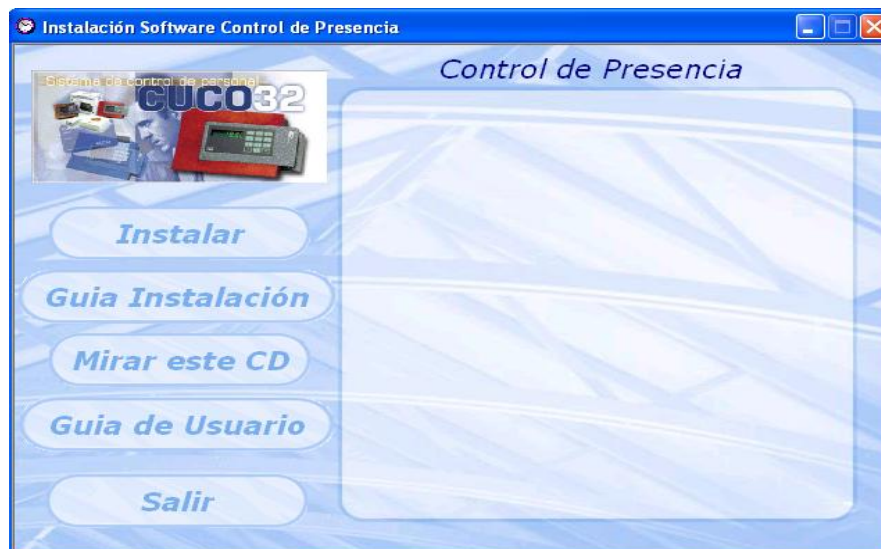 Instalación Software Control de Presencia
Sistema de control de personal
CUCO32
Control de Presencia
Instalar
Guia Instalación
Mirar este CD
Guia de Usuario
Salir